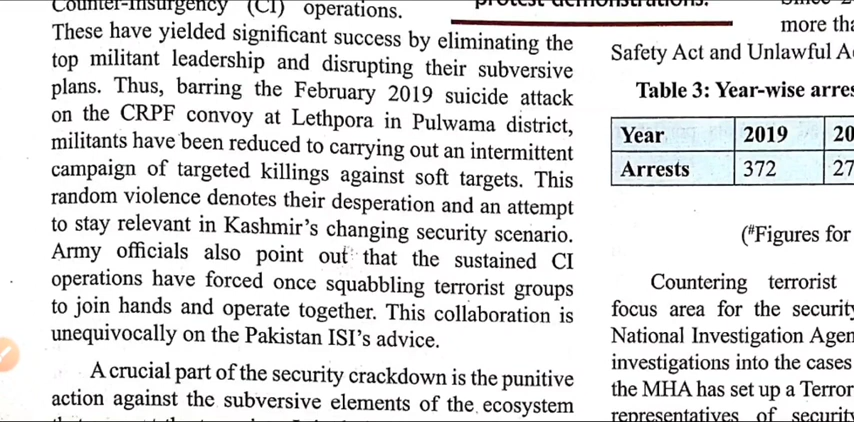 Counter-Insurgency (CI) operations.
These have yielded significant success by eliminating the
top militant leadership and disrupting their subversive
plans. Thus, barring the February 2019 suicide attack
on the CRPF convoy at Lethpora in Pulwama district,
militants have been reduced to carrying out an intermittent
campaign of targeted killings against soft targets. This
random violence denotes their desperation and an attempt
to stay relevant in Kashmir's changing security scenario.
Army officials also point out that the sustained CI
operations have forced once squabbling terrorist groups
to join hands and operate together. This collaboration is
unequivocally on the Pakistan ISI's advice.
A crucial part of the security crackdown is the punitive
action against the subversive elements of the ecosystem
protest demonstrations.
more tha
Safety Act and Unlawful A
Table 3: Year-wise arres
Year 2019 20
Arrests 372 27
(#Figures for
Countering terrorist
focus area for the security
National Investigation Agen
investigations into the cases
the MHA has set up a Terror
representatives of security